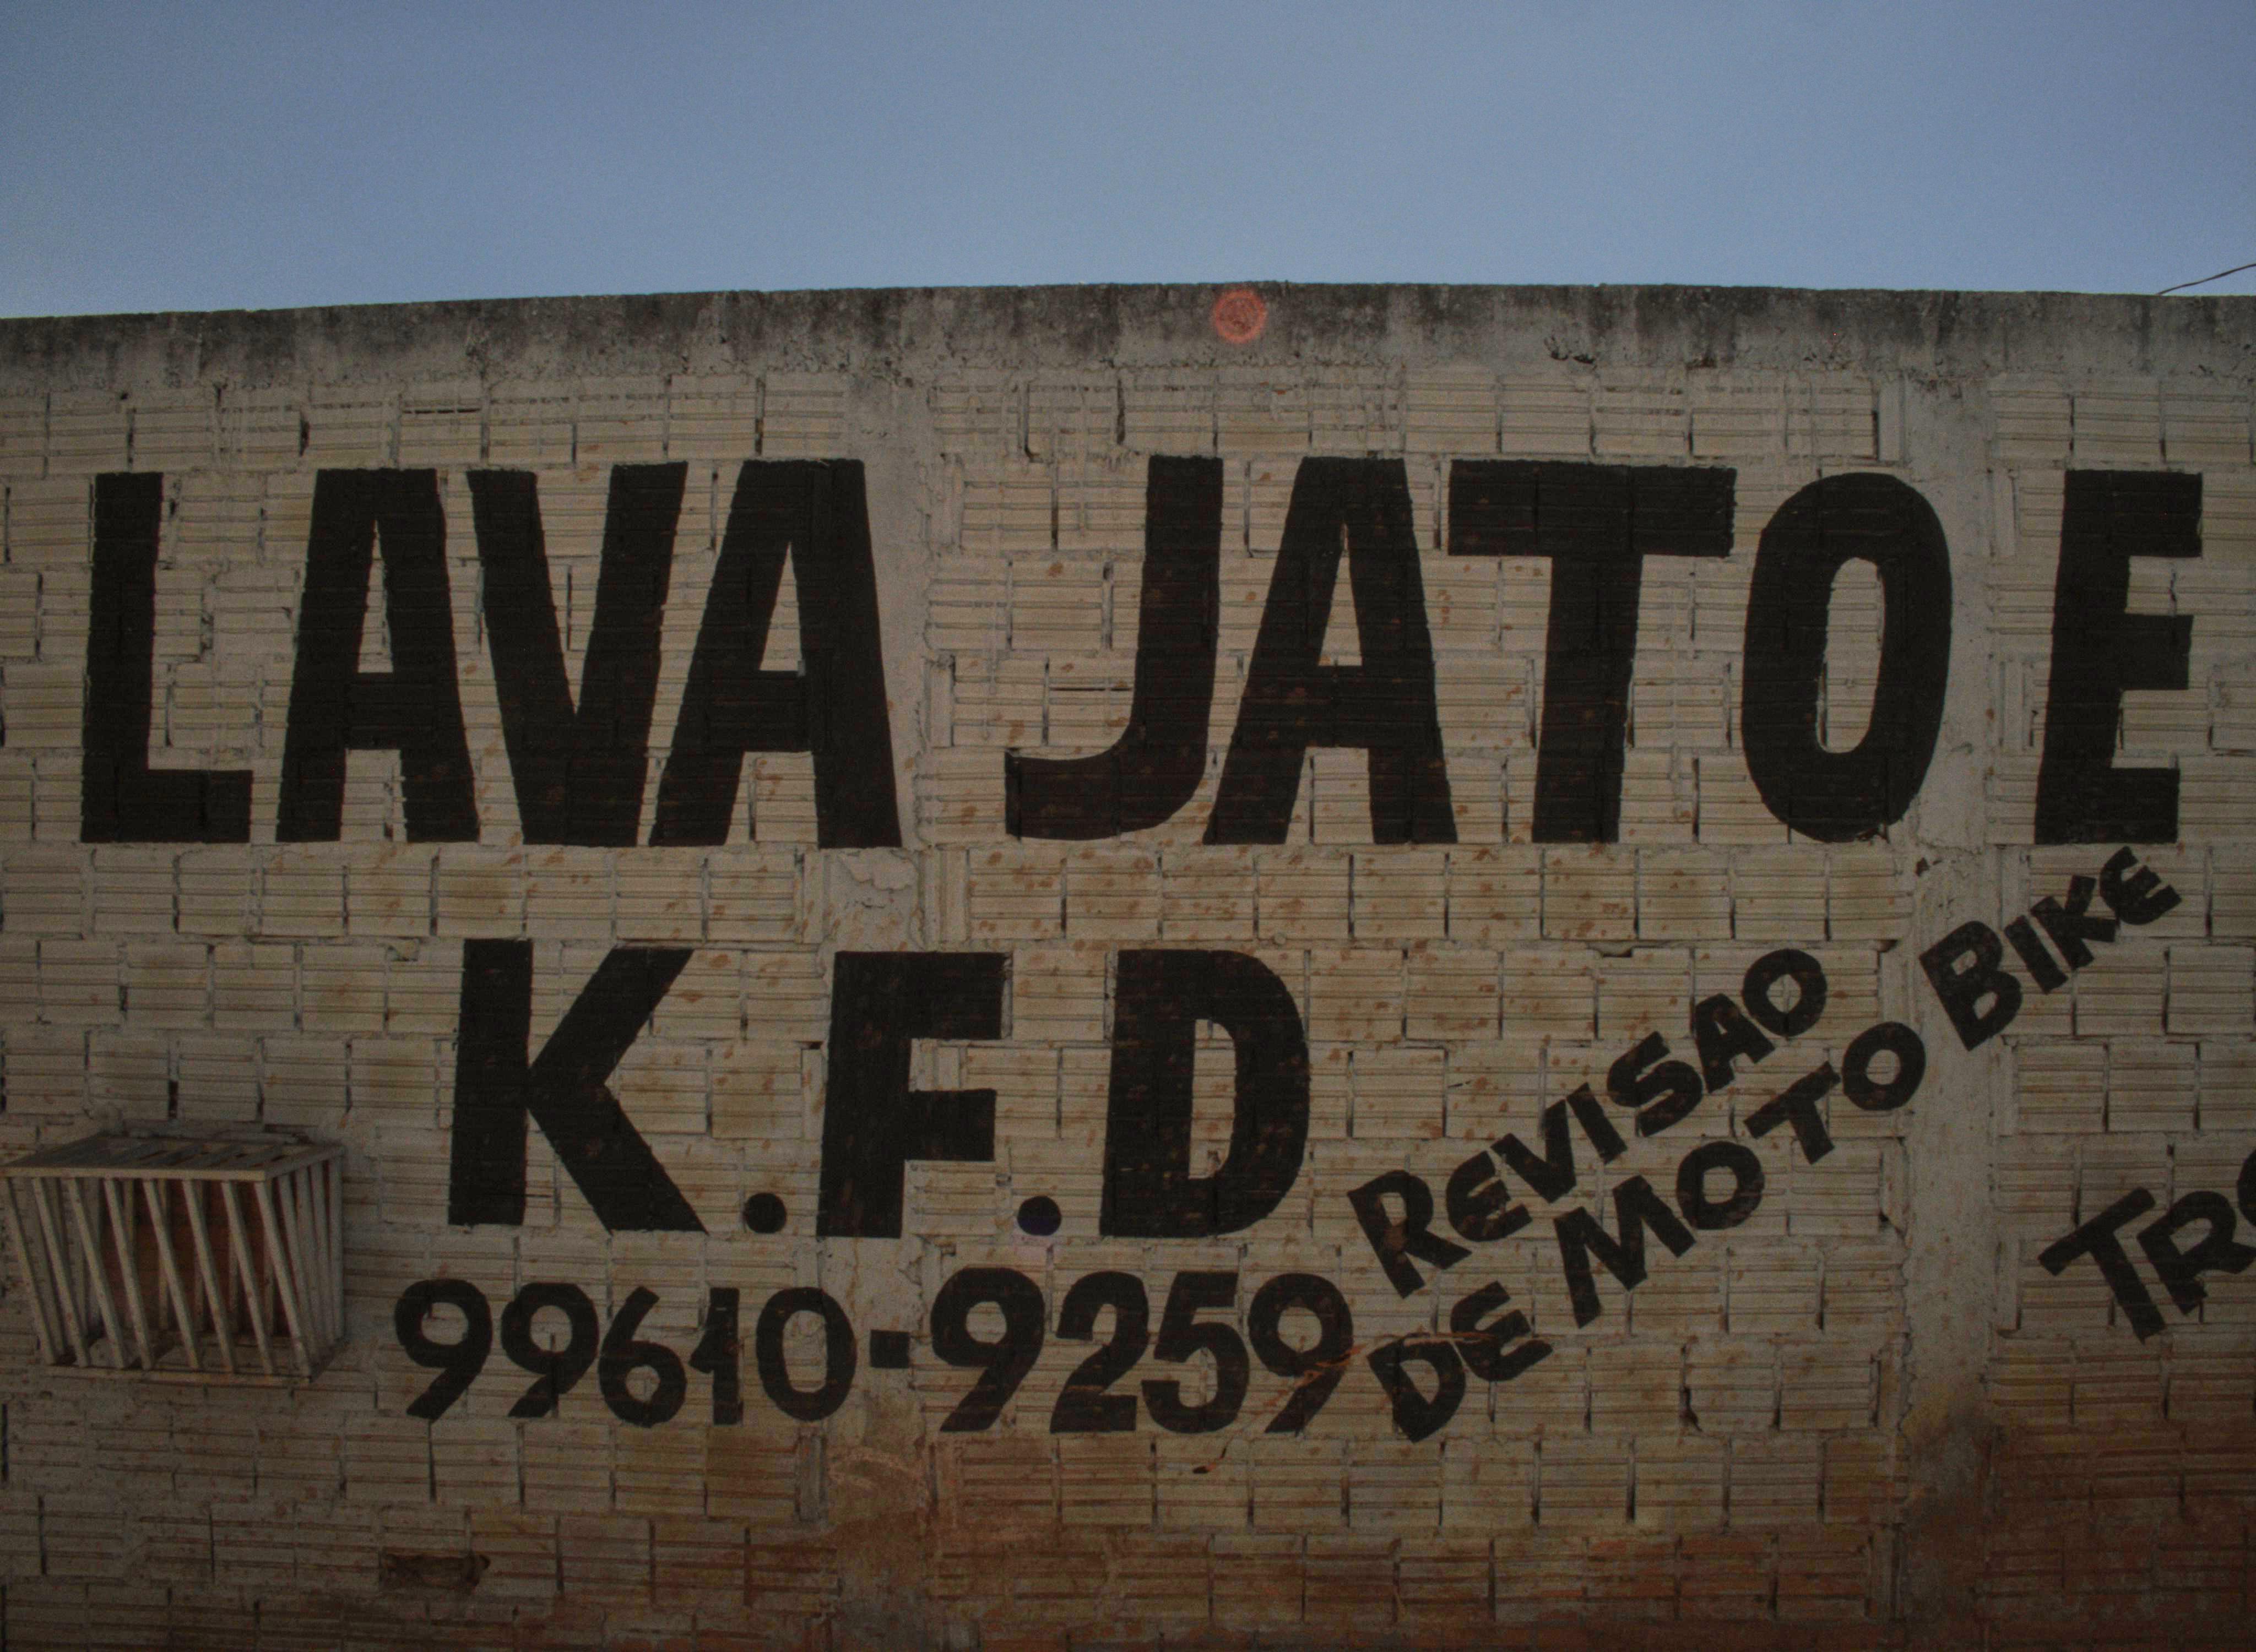 LAVA JATO E
K.F.D
99610-9259
REVISAO
DE MOTO BIKE